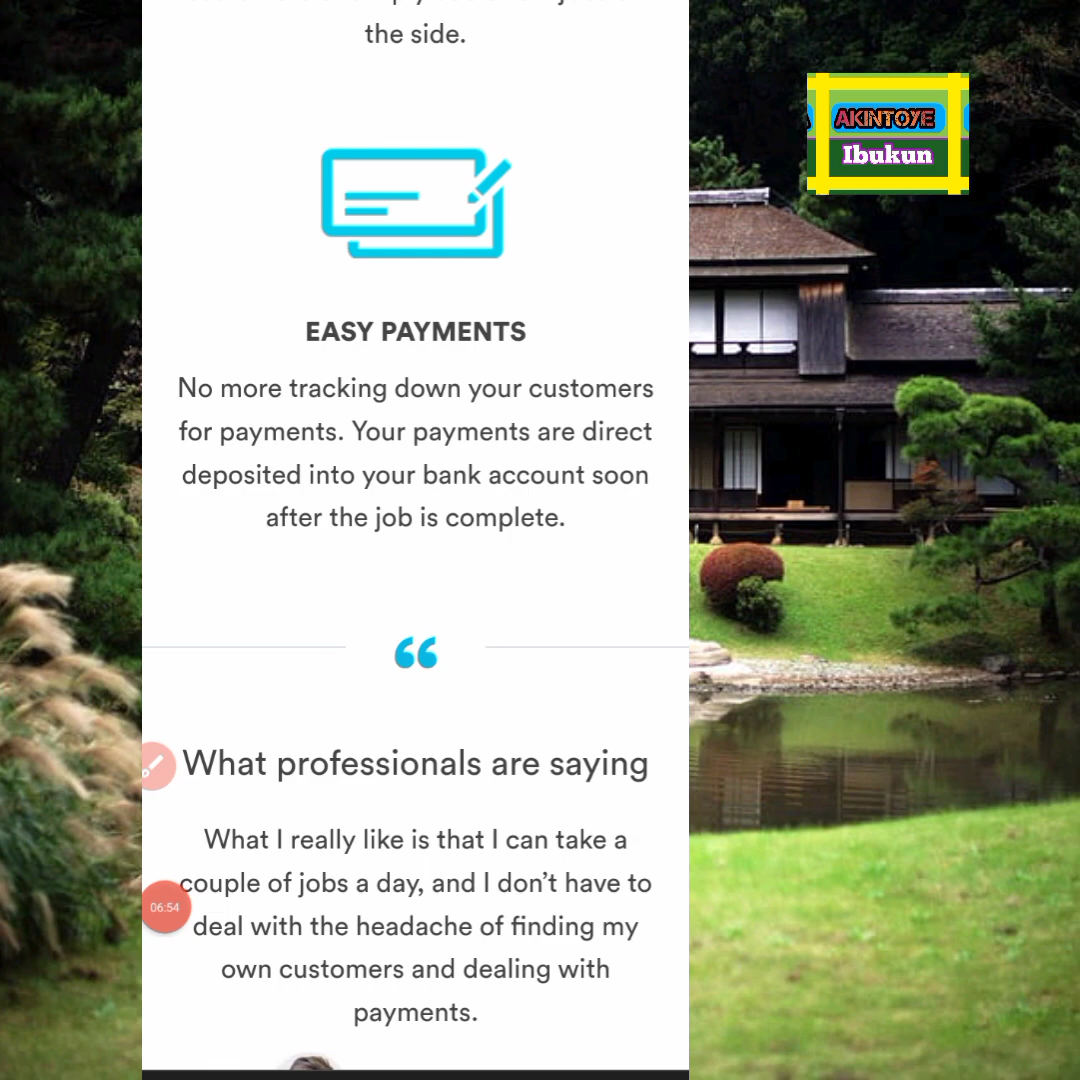 the side.
AKINTOYE
Ibukun
EASY PAYMENTS
No more tracking down your customers
for payments. Your payments are direct
deposited into your bank account soon
after the job is complete.
“
What professionals are saying
What I really like is that I can take a
couple of jobs a day, and I don’t have to
06:54
deal with the headache of finding my
own customers and dealing with
payments.